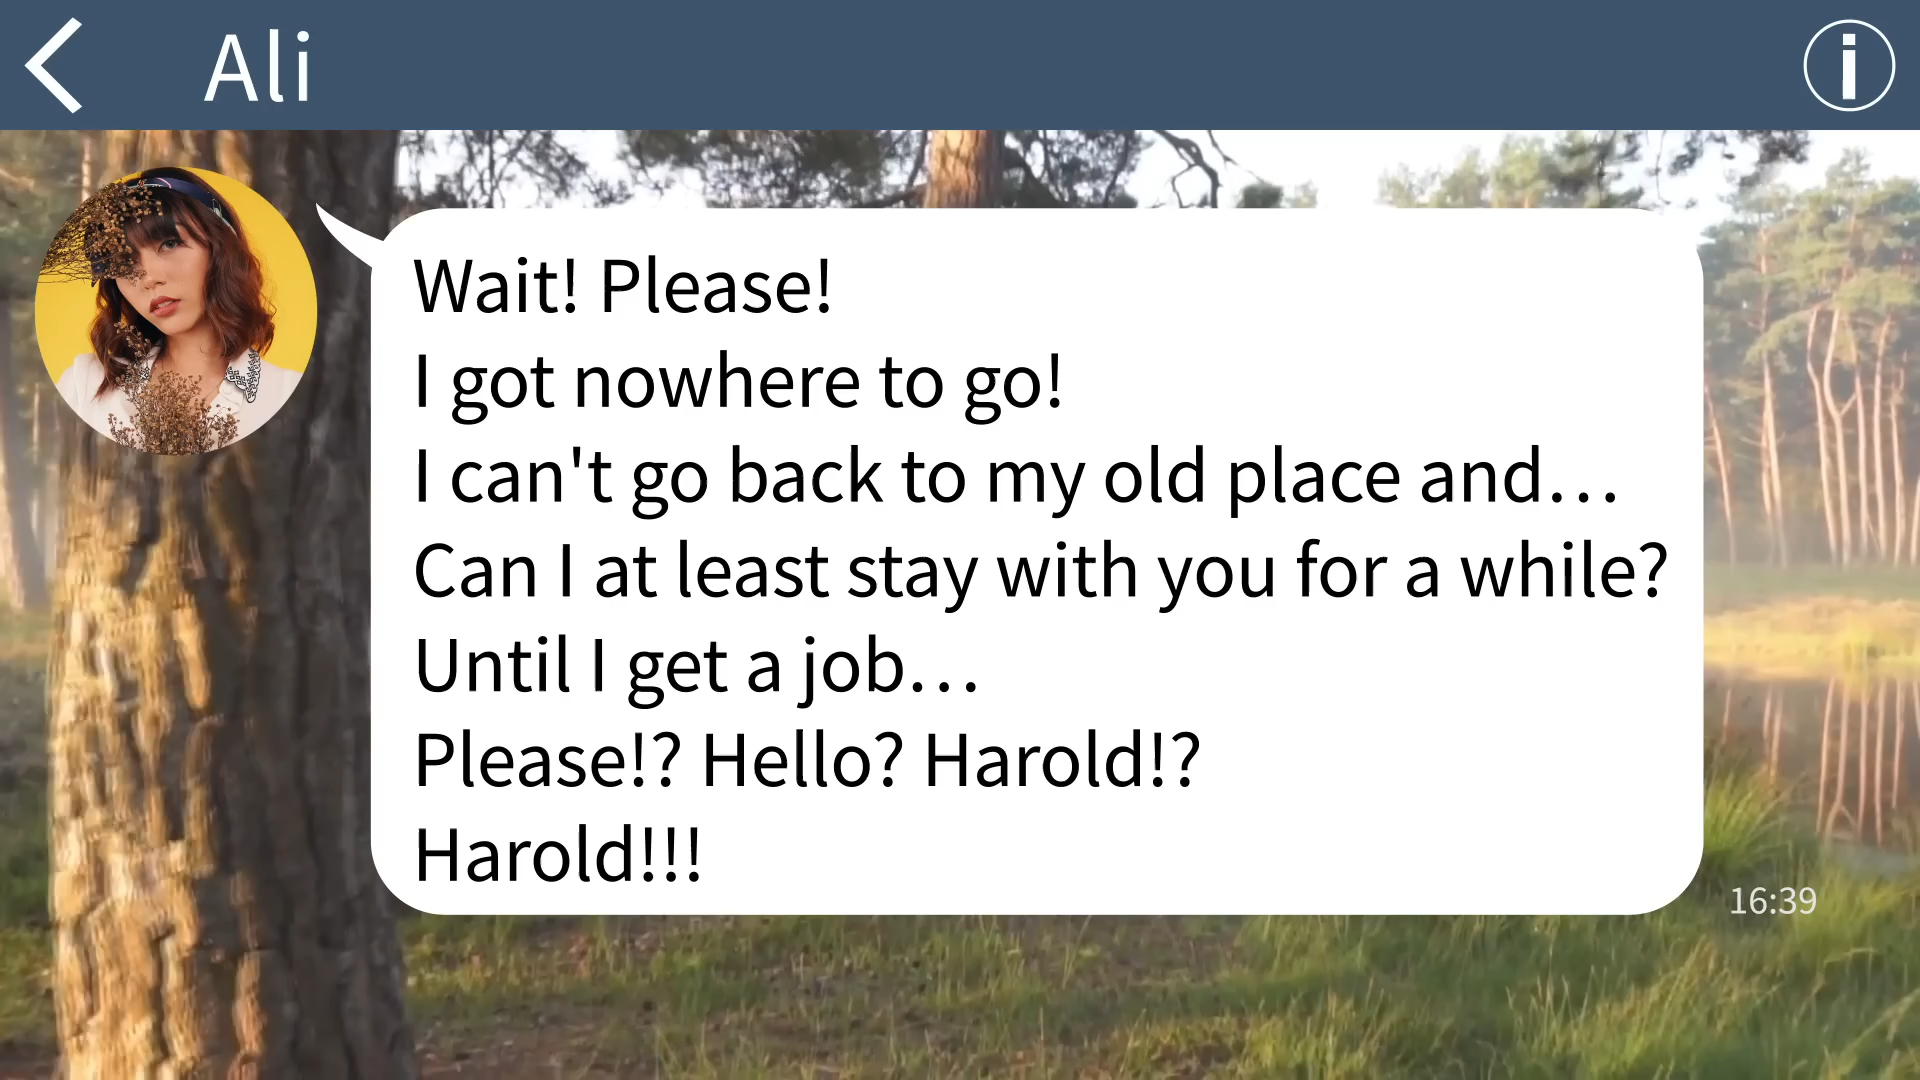 Ali
Wait! Please!
I got nowhere to go!
I can't go back to my old place and…
Can I at least stay with you for a while?
Until I get a job…
Please!? Hello? Harold!?
Harold!!!
16:39